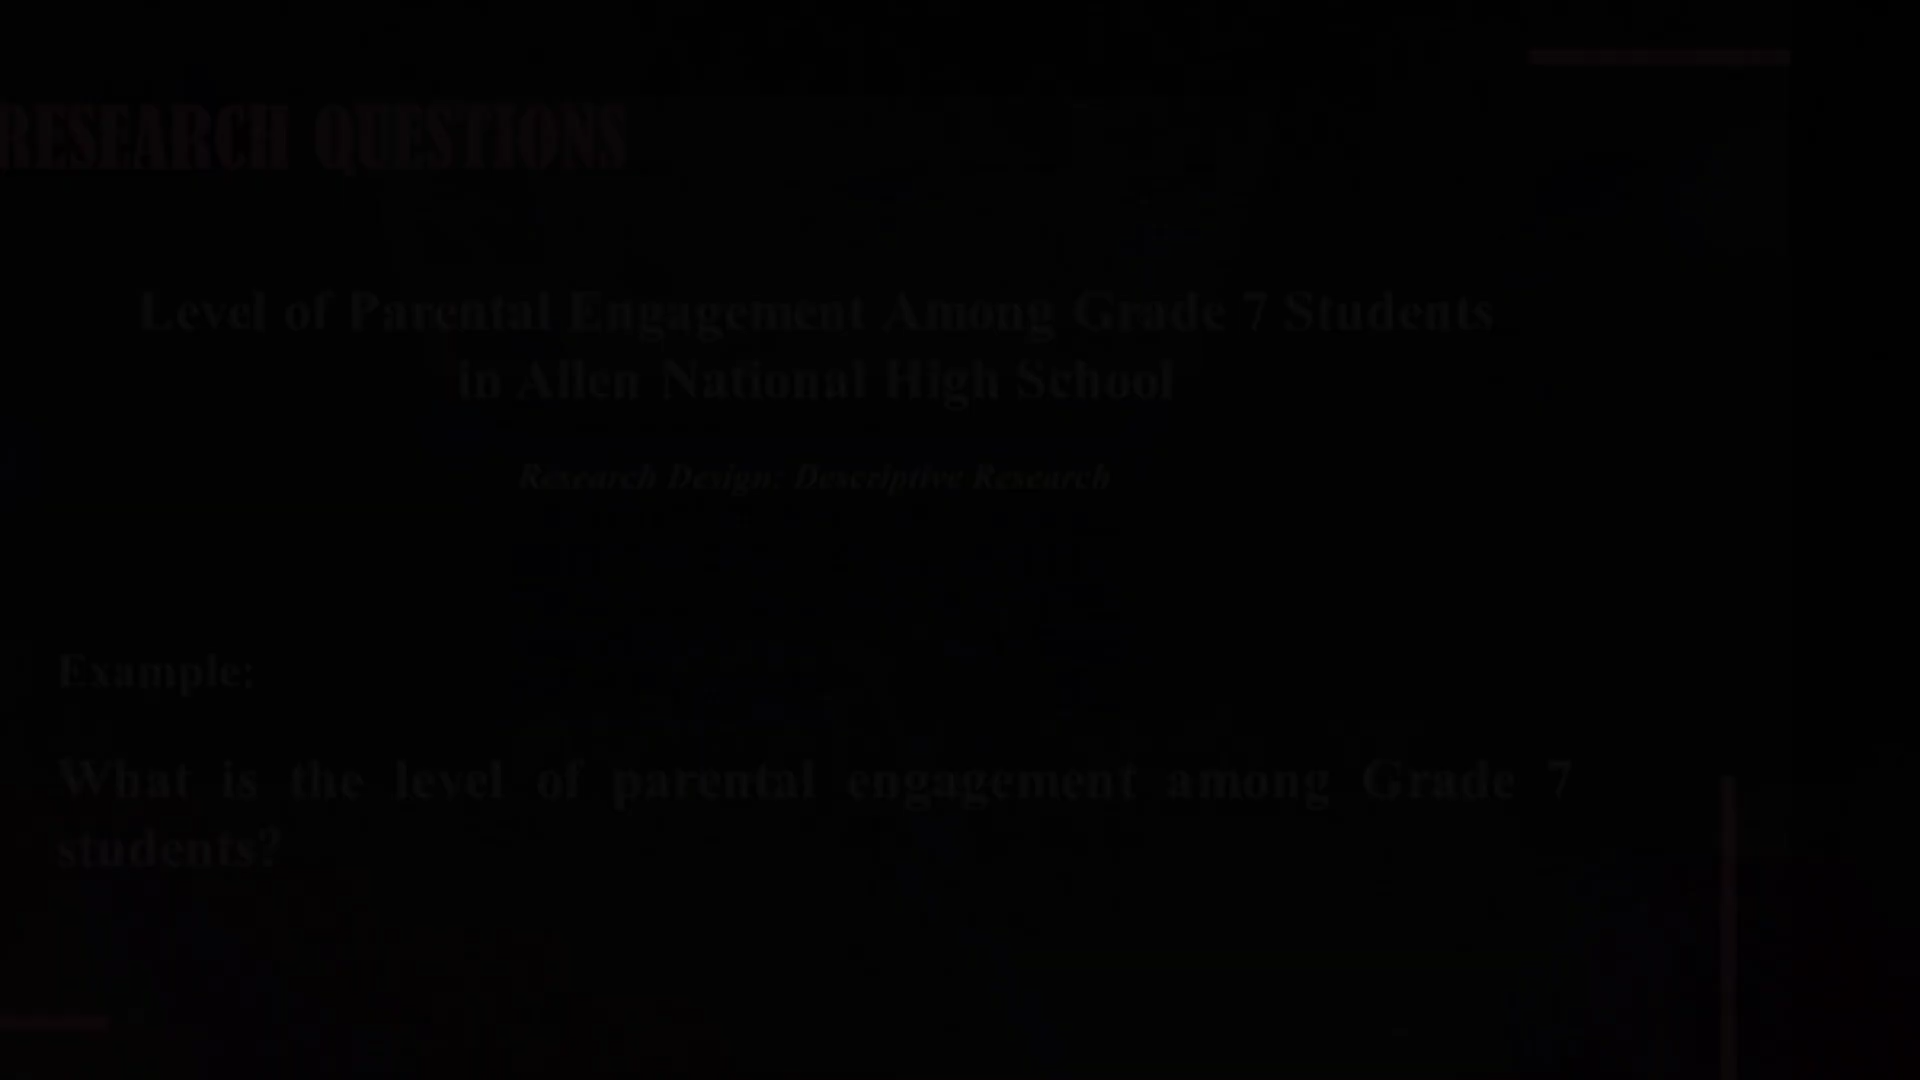 RESEARCH QUESTIONS
Level of Parental Engagement Among Grade 7 Students
in Allen National High School
Research Design: Descriptive Research
Example:
What is the level of parental engagement among Grade 7
students?